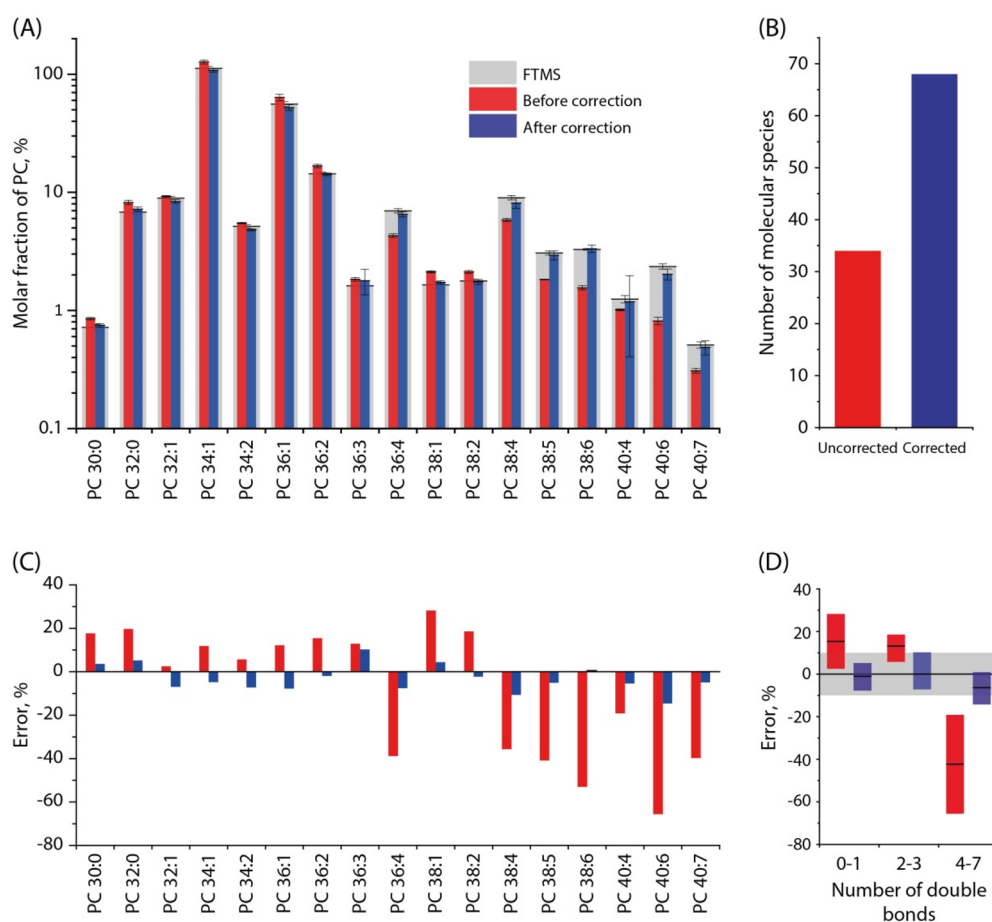 (A)
Molar fraction of PC, %
100
10
1
0.1
FTMS
Before correction
After correction
PC 30:0
PC 32:0
PC 32:1
PC 34:1
PC 34:2
PC 36:1
PC 36:2
PC 36:3
PC 36:4
PC 38:1
PC 38:2
PC 38:4
PC 38:5
PC 38:6
PC 40:4
PC 40:6
PC 40:7
(B)
Number of molecular species
70
60
50
40
30
20
10
0
Uncorrected Corrected
(C)
Error, %
40
20
0
-20
-40
-60
-80
PC 30:0
PC 32:0
PC 32:1
PC 34:1
PC 34:2
PC 36:1
PC 36:2
PC 36:3
PC 36:4
PC 38:1
PC 38:2
PC 38:4
PC 38:5
PC 38:6
PC 40:4
PC 40:6
PC 40:7
(D)
Error, %
40
20
0
-20
-40
-60
-80
0-1 2-3 4-7
Number of double
bonds